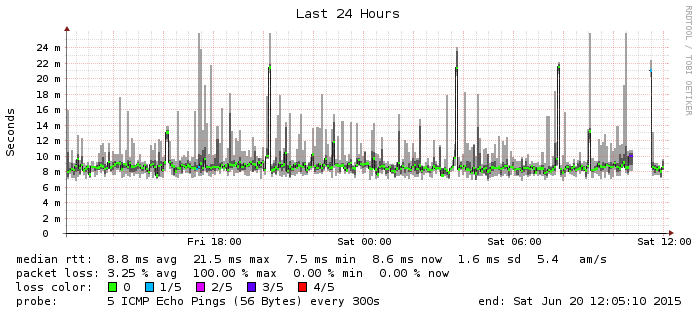 Last 24 Hours
RRDTOOL / TOBI OETIKER
Seconds
24 m
22 m
20 m
18 m
16 m
14 m
12 m
10 m
8 m
6 m
4 m
2 m
0
Fri 18:00 Sat 00:00 Sat 06:00 Sat 12:00
median rtt: 8.8 ms avg 21.5 ms max 7.5 ms min 8.6 ms now 1.6 ms sd 5.4 am/s
packet loss: 3.25 % avg 100.00 % max 0.00 % min 0.00 % now
loss color: 0 1/5 2/5 3/5 4/5
probe: 5 ICMP Echo Pings (56 Bytes) every 300s end: Sat Jun 20 12:05:10 2015